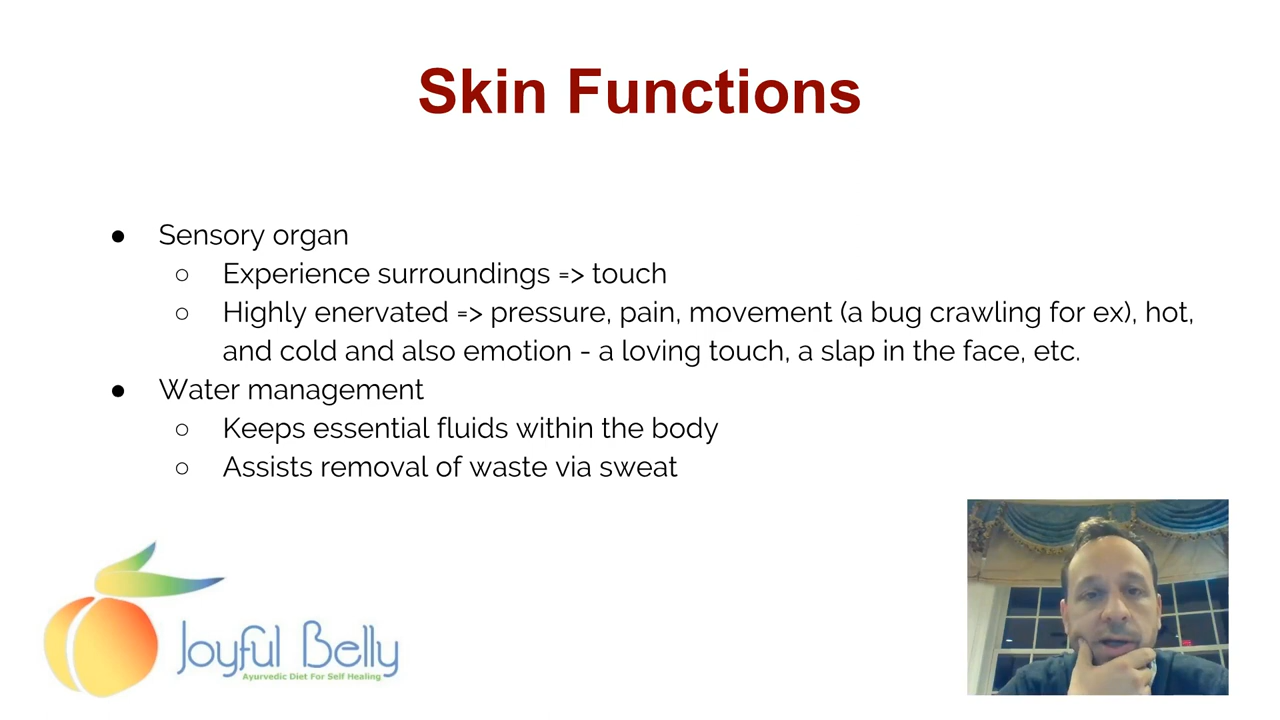 Skin Functions
● Sensory organ
○ Experience surroundings => touch
○ Highly enervated => pressure, pain, movement (a bug crawling for ex), hot,
and cold and also emotion - a loving touch, a slap in the face, etc.
● Water management
○ Keeps essential fluids within the body
○ Assists removal of waste via sweat
Joyful Belly
Ayurvedic Diet For Self Healing